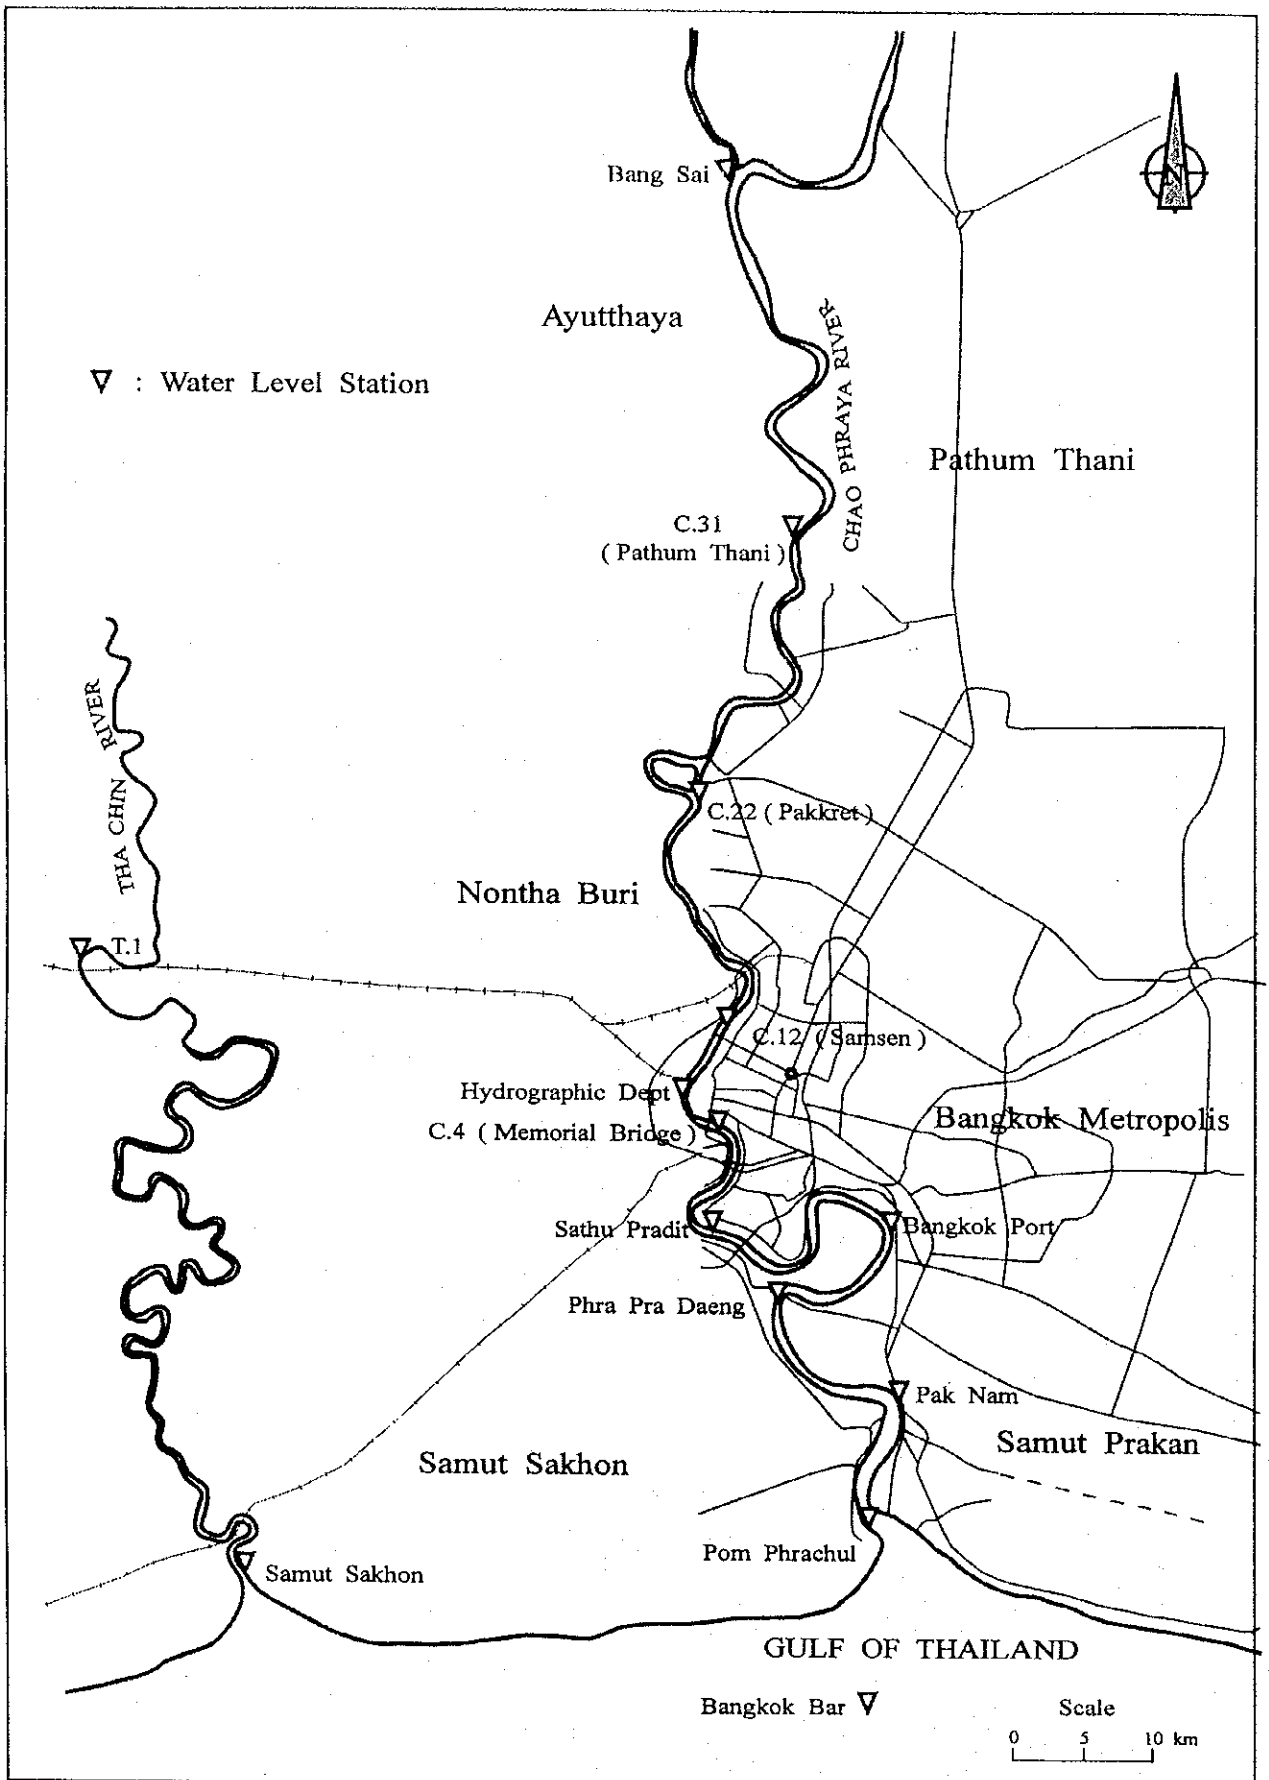 Bang Sai
N
Ayutthaya
CHAO PHRAYA RIVER
▽ : Water Level Station
Pathum Thani
C.31
( Pathum Thani )
THA CHIN RIVER
C.22 ( Pakkret )
Nontha Buri
T.1
C.12 ( Samsen )
Hydrographic Dept
Bangkok Metropolis
C.4 ( Memorial Bridge )
Sathu Pradit
Bangkok Port
Phra Pra Daeng
Pak Nam
Samut Prakan
Samut Sakhon
Pom Phrachul
Samut Sakhon
GULF OF THAILAND
Bangkok Bar
Scale
0 5 10 km